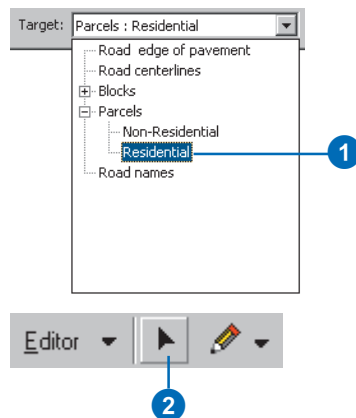 Target: Parcels : Residential
Road edge of pavement
Road centerlines
Blocks
Parcels
Non-Residential
Residential
1
Road names
Editor
2